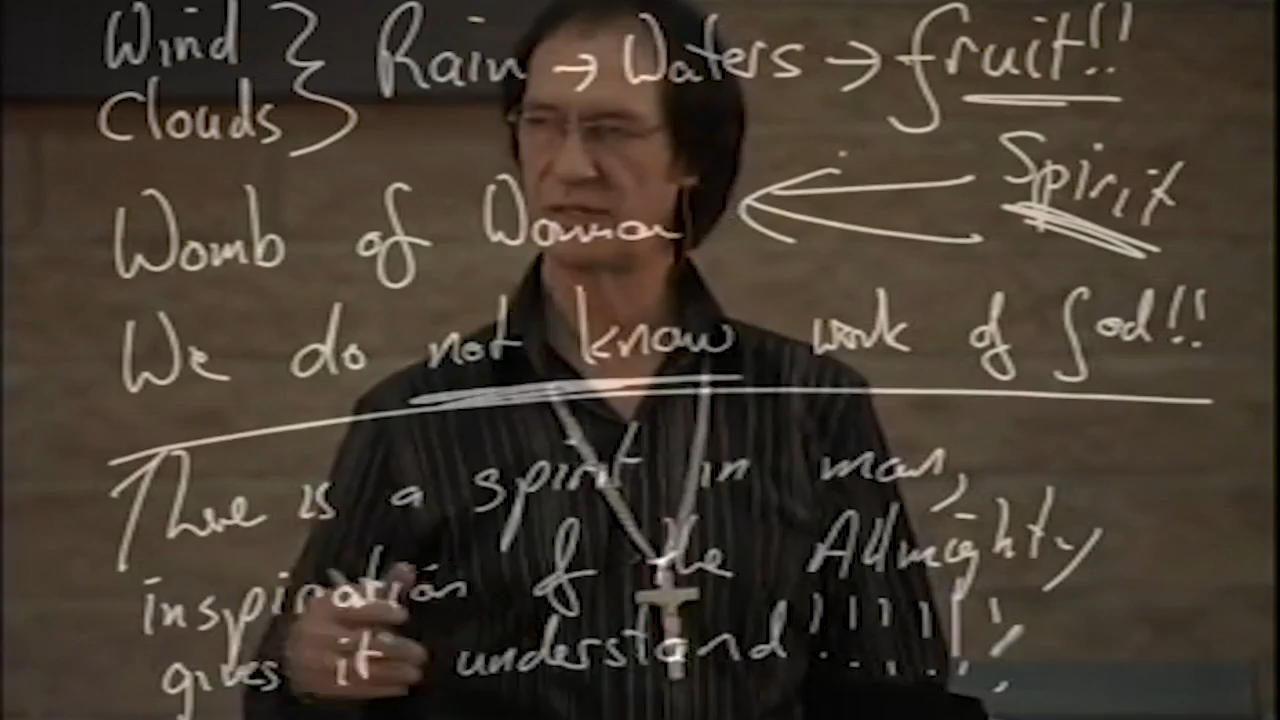 Wind } Rain → Waters → fruit!!
Clouds
Womb of Woman Spirit
We do not know work of God!!
There is a spirit in man,
inspiration of the Allmighty
gives it understand!!!!!!